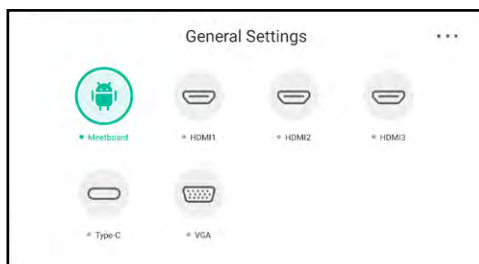 General Settings
Meetboard
HDMI1
HDMI2
HDMI3
Type-C
VGA